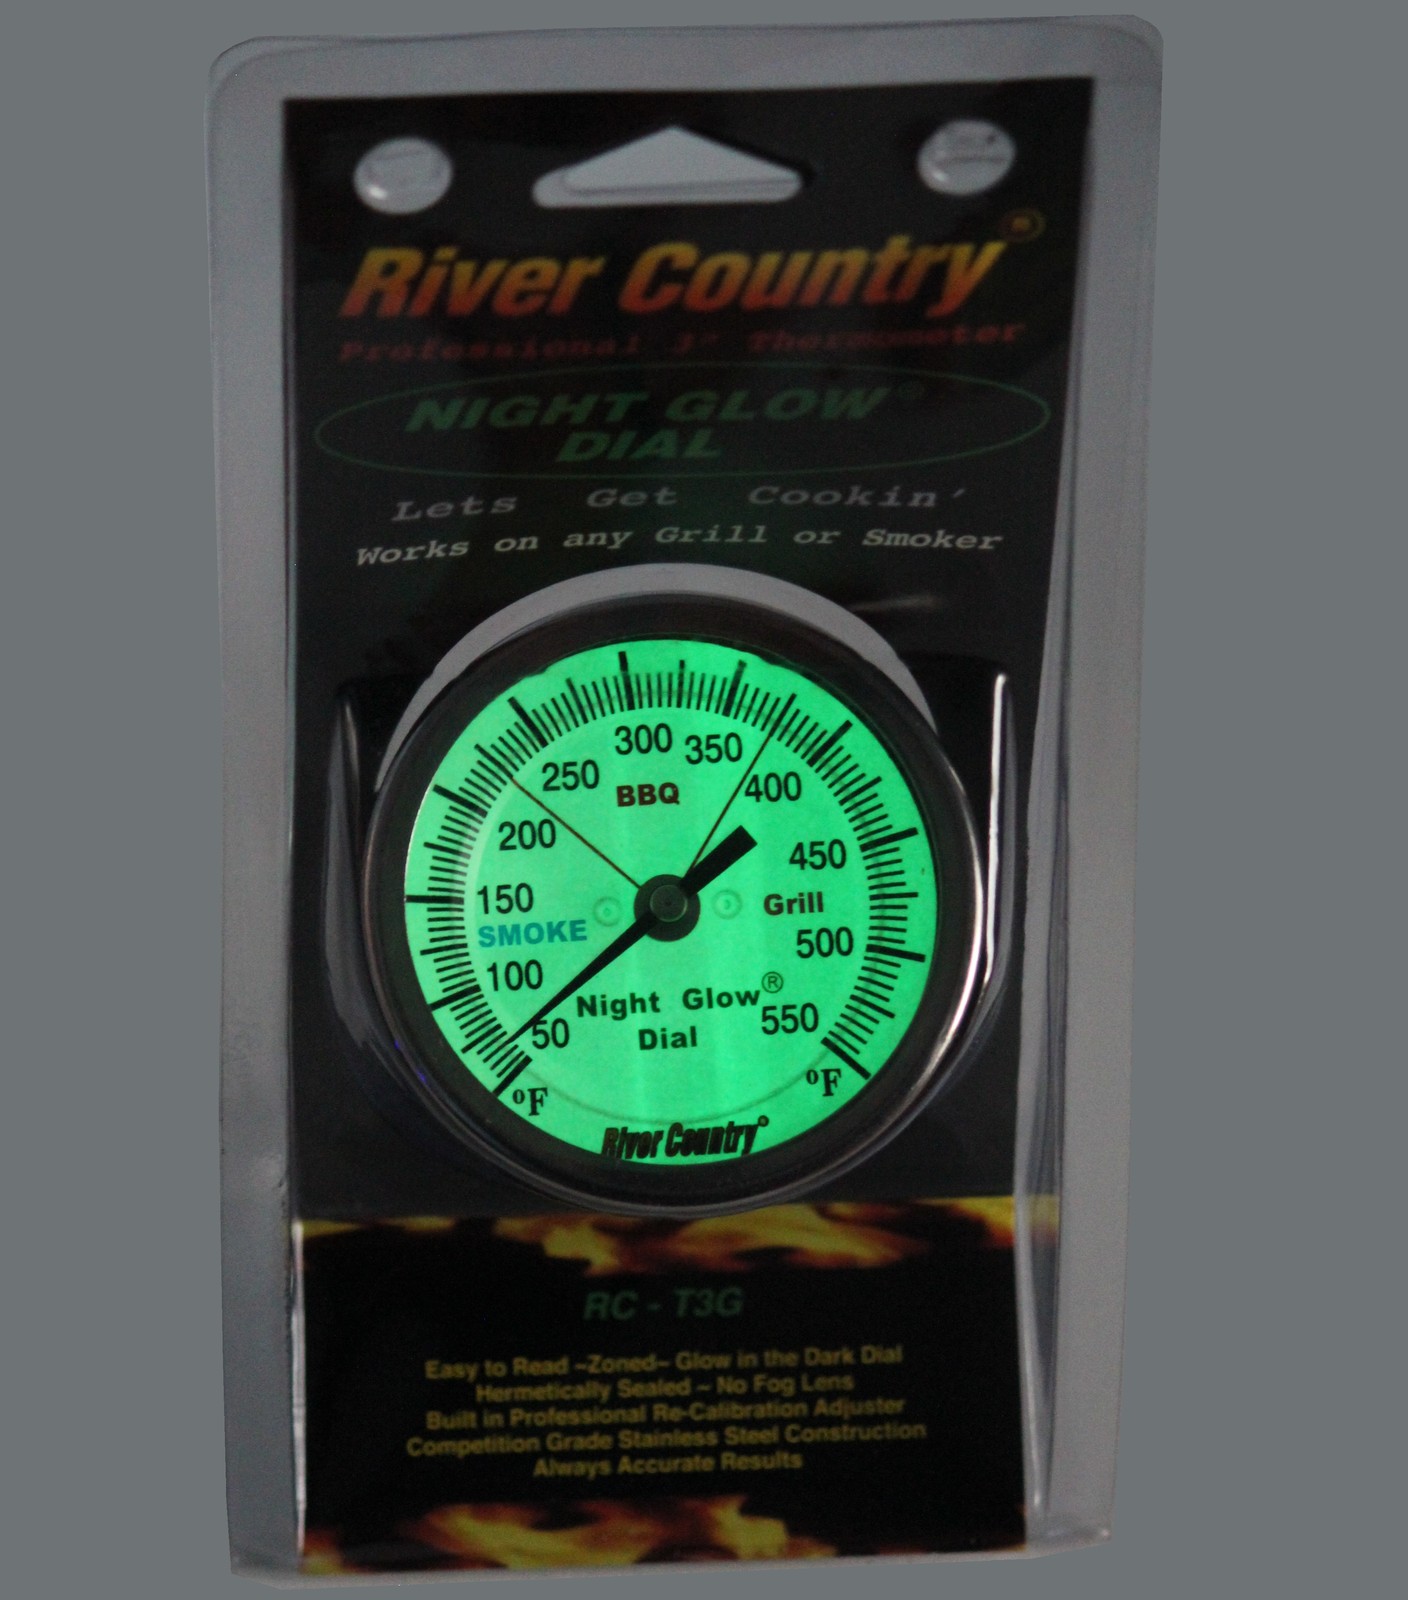 River Country®
Professional 3" Thermometer
NIGHT GLOW®
DIAL
Lets Get Cookin'
Works on any Grill or Smoker
300 350
250 400
BBQ
200
450
150
Grill
SMOKE
500
100
Night Glow®
50 550
Dial
°F °F
River Country®
RC - T3G
Easy to Read ~Zoned~ Glow in the Dark Dial
Hermetically Sealed ~ No Fog Lens
Built in Professional Re-Calibration Adjuster
Competition Grade Stainless Steel Construction
Always Accurate Results